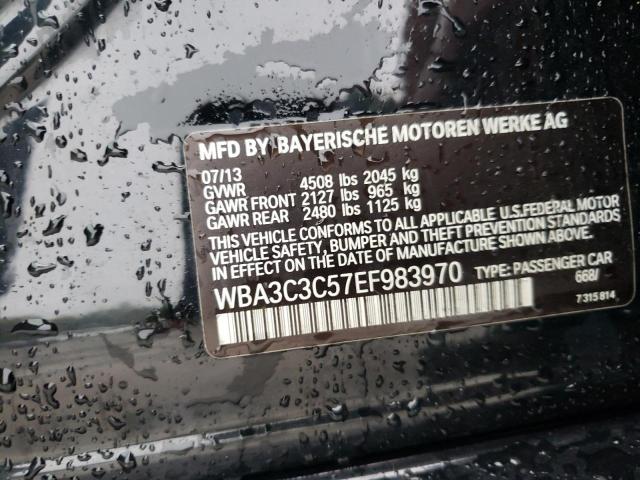 MFD BY BAYERISCHE MOTOREN WERKE AG
07/13
GVWR 4508 lbs 2045 kg
GAWR FRONT 2127 lbs 965 kg
GAWR REAR 2480 lbs 1125 kg
THIS VEHICLE CONFORMS TO ALL APPLICABLE U.S.FEDERAL MOTOR
VEHICLE SAFETY, BUMPER AND THEFT PREVENTION STANDARDS
IN EFFECT ON THE DATE OF MANUFACTURE SHOWN ABOVE.
WBA3C3C57EF983970 TYPE: PASSENGER CAR
668/
7 315 814